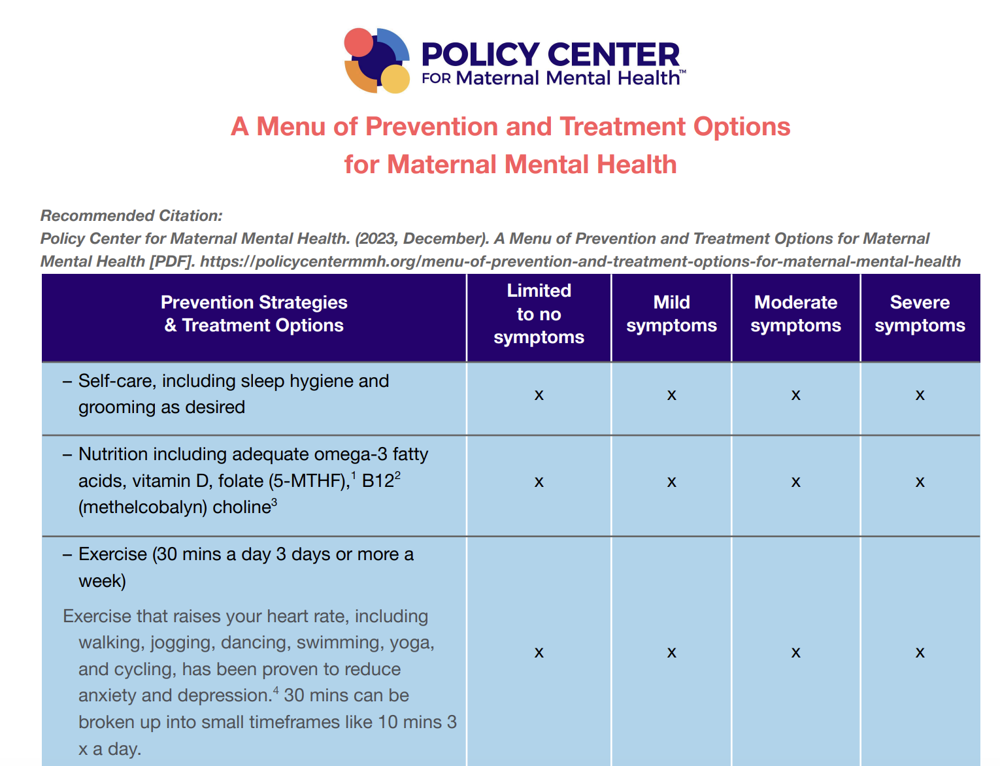 POLICY CENTER
FOR Maternal Mental Health™
A Menu of Prevention and Treatment Options
for Maternal Mental Health
Recommended Citation:
Policy Center for Maternal Mental Health. (2023, December). A Menu of Prevention and Treatment Options for Maternal
Mental Health [PDF]. https://policycentermmh.org/menu-of-prevention-and-treatment-options-for-maternal-mental-health
Prevention Strategies
& Treatment Options
Limited
to no
symptoms
Mild
symptoms
Moderate
symptoms
Severe
symptoms
– Self-care, including sleep hygiene and
grooming as desired
x x x x
– Nutrition including adequate omega-3 fatty
acids, vitamin D, folate (5-MTHF),¹ B12²
(methelcobalyn) choline³
x x x x
– Exercise (30 mins a day 3 days or more a
week)
Exercise that raises your heart rate, including
walking, jogging, dancing, swimming, yoga,
and cycling, has been proven to reduce
anxiety and depression.⁴ 30 mins can be
broken up into small timeframes like 10 mins 3
x a day.
x x x x